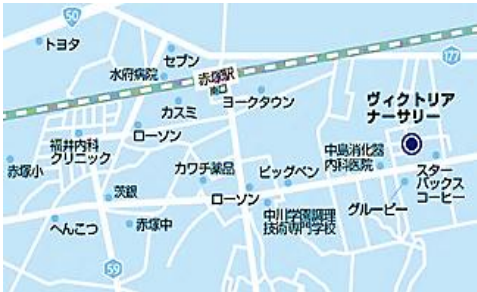 50
トヨタ
セブン
水府病院
赤塚駅
南口
177
カスミ
ヨークタウン
ヴィクトリア
ナーサリー
ローソン
福井内科
クリニック
中島消化器
内科医院
赤塚小
カワチ薬品
ビッグペン
スター
バックス
コーヒー
茨銀
ローソン
グルービー
へんこつ
赤塚中
中川学園調理
技術専門学校
59